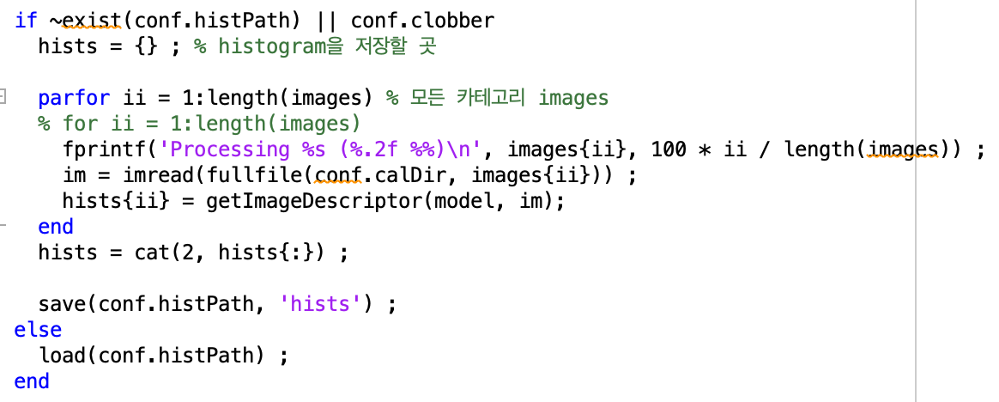 if ~exist(conf.histPath) || conf.clobber
  hists = {} ; % histogram을 저장할 곳
  parfor ii = 1:length(images) % 모든 카테고리 images
  % for ii = 1:length(images)
    fprintf('Processing %s (%.2f %%)\n', images{ii}, 100 * ii / length(images)) ;
    im = imread(fullfile(conf.calDir, images{ii})) ;
    hists{ii} = getImageDescriptor(model, im);
  end
  hists = cat(2, hists{:}) ;
  save(conf.histPath, 'hists') ;
else
  load(conf.histPath) ;
end